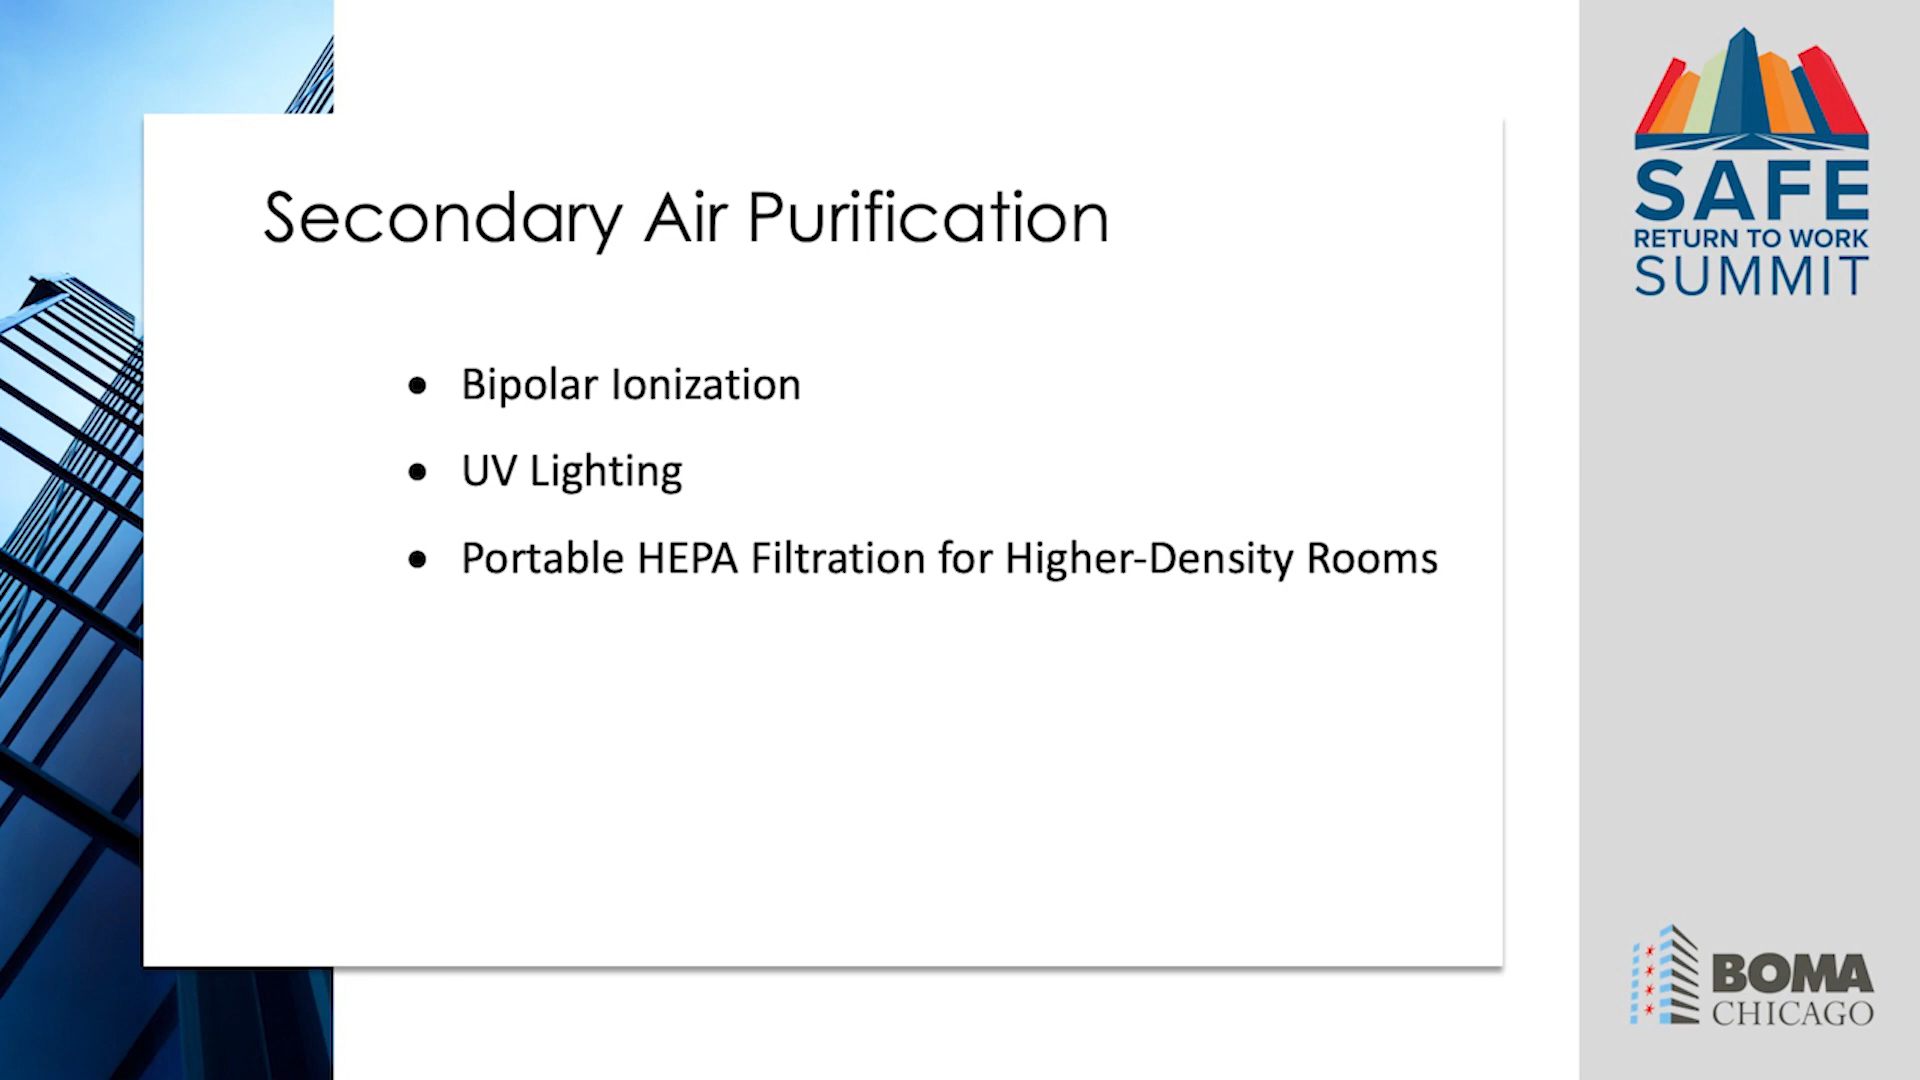 Secondary Air Purification
• Bipolar Ionization
• UV Lighting
• Portable HEPA Filtration for Higher-Density Rooms
SAFE
RETURN TO WORK
SUMMIT
BOMA
CHICAGO